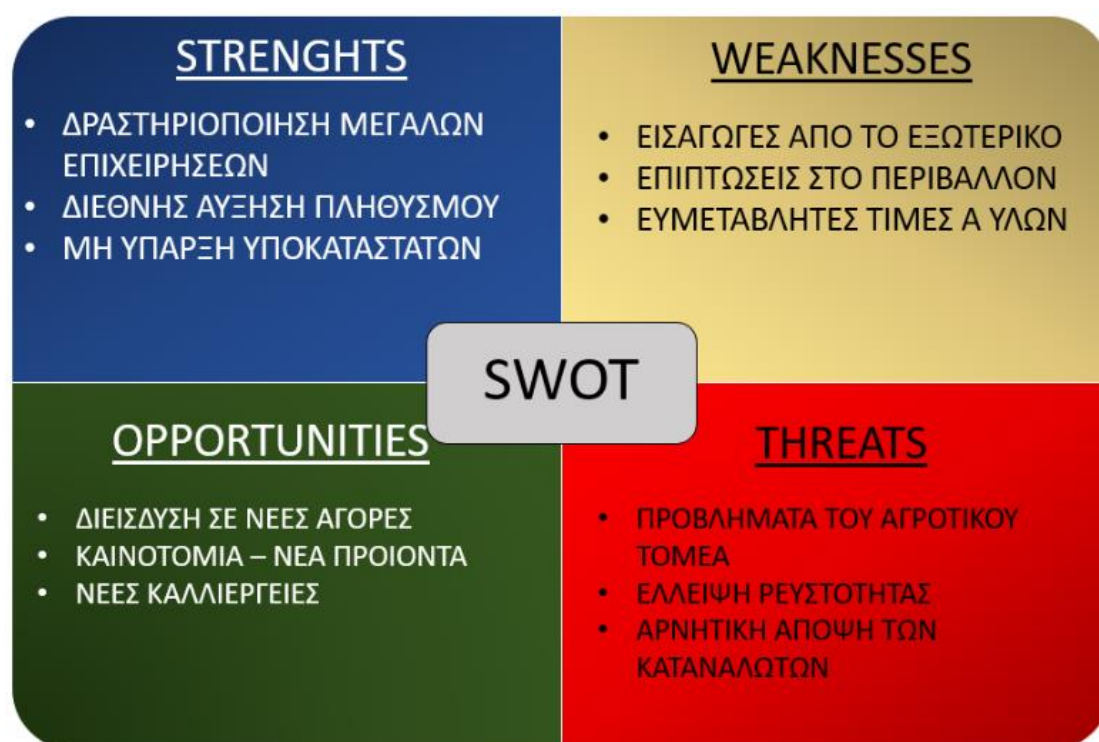 STRENGHTS
• ΔΡΑΣΤΗΡΙΟΠΟΙΗΣΗ ΜΕΓΑΛΩΝ
ΕΠΙΧΕΙΡΗΣΕΩΝ
• ΔΙΕΘΝΗΣ ΑΥΞΗΣΗ ΠΛΗΘΥΣΜΟΥ
• ΜΗ ΥΠΑΡΞΗ ΥΠΟΚΑΤΑΣΤΑΤΩΝ
WEAKNESSES
• ΕΙΣΑΓΩΓΕΣ ΑΠΟ ΤΟ ΕΞΩΤΕΡΙΚΟ
• ΕΠΙΠΤΩΣΕΙΣ ΣΤΟ ΠΕΡΙΒΑΛΛΟΝ
• ΕΥΜΕΤΑΒΛΗΤΕΣ ΤΙΜΕΣ Α ΥΛΩΝ
SWOT
OPPORTUNITIES
• ΔΙΕΙΣΔΥΣΗ ΣΕ ΝΕΕΣ ΑΓΟΡΕΣ
• ΚΑΙΝΟΤΟΜΙΑ – ΝΕΑ ΠΡΟΙΟΝΤΑ
• ΝΕΕΣ ΚΑΛΛΙΕΡΓΕΙΕΣ
THREATS
• ΠΡΟΒΛΗΜΑΤΑ ΤΟΥ ΑΓΡΟΤΙΚΟΥ
ΤΟΜΕΑ
• ΕΛΛΕΙΨΗ ΡΕΥΣΤΟΤΗΤΑΣ
• ΑΡΝΗΤΙΚΗ ΑΠΟΨΗ ΤΩΝ
ΚΑΤΑΝΑΛΩΤΩΝ